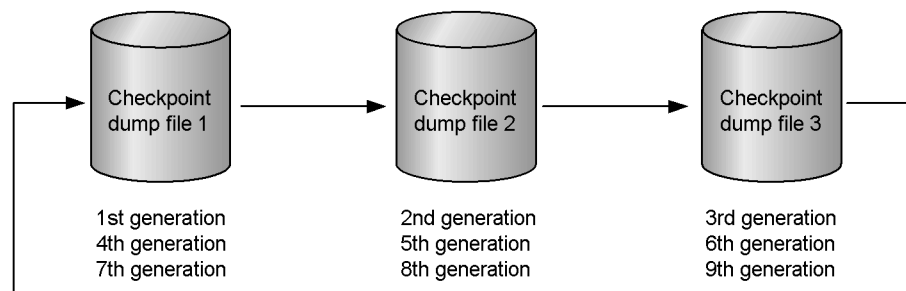 Checkpoint
dump file 1
Checkpoint
dump file 2
Checkpoint
dump file 3
1st generation
4th generation
7th generation
2nd generation
5th generation
8th generation
3rd generation
6th generation
9th generation